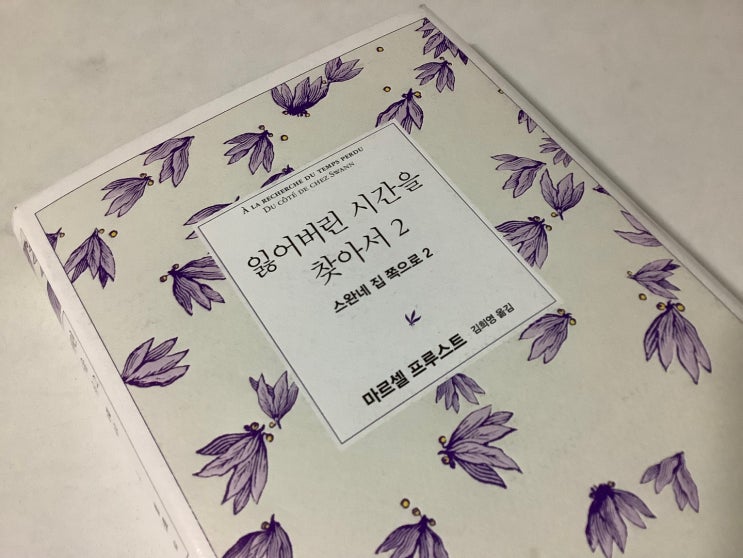 À LA RECHERCHE DU TEMPS PERDU
DU CÔTÉ DE CHEZ SWANN
잃어버린 시간을
찾아서 2
스완네 집 쪽으로 2
마르셀 프루스트
김희영 옮김